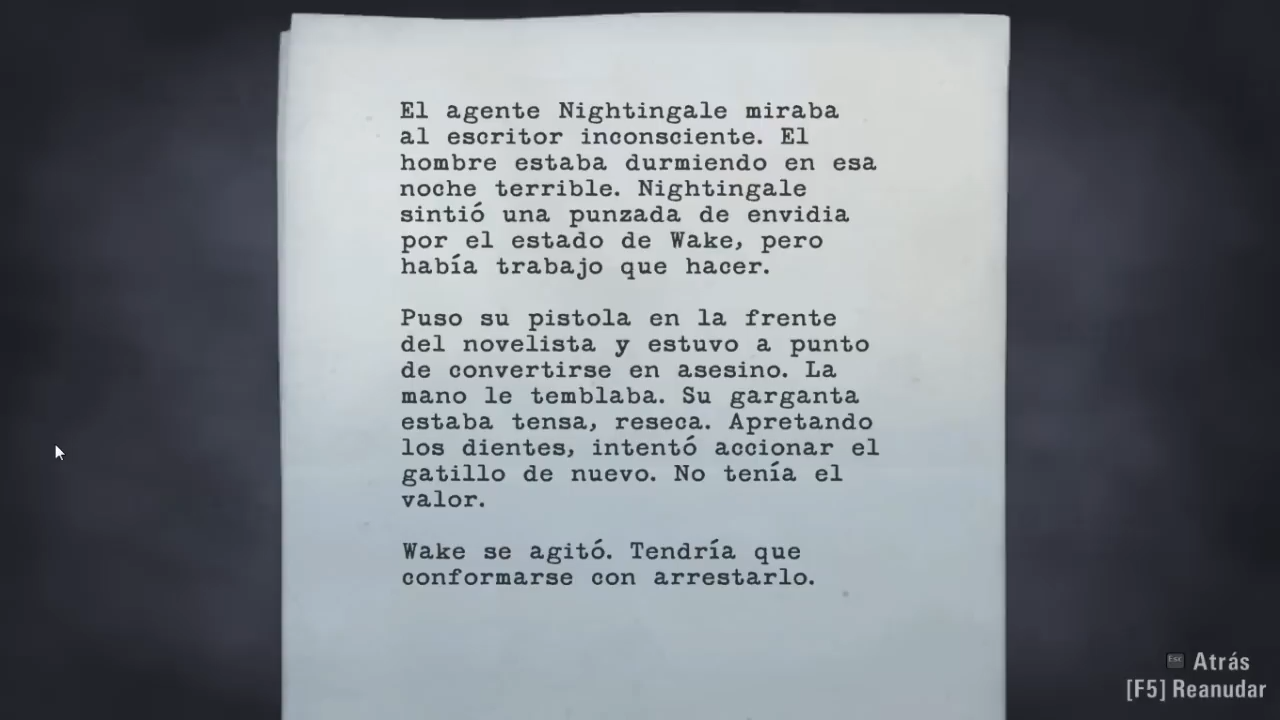 El agente Nightingale miraba
al escritor inconsciente. El
hombre estaba durmiendo en esa
noche terrible. Nightingale
sintió una punzada de envidia
por el estado de Wake, pero
había trabajo que hacer.
Puso su pistola en la frente
del novelista y estuvo a punto
de convertirse en asesino. La
mano le temblaba. Su garganta
estaba tensa, reseca. Apretando
los dientes, intentó accionar el
gatillo de nuevo. No tenía el
valor.
Wake se agitó. Tendría que
conformarse con arrestarlo.
Esc Atrás
[F5] Reanudar